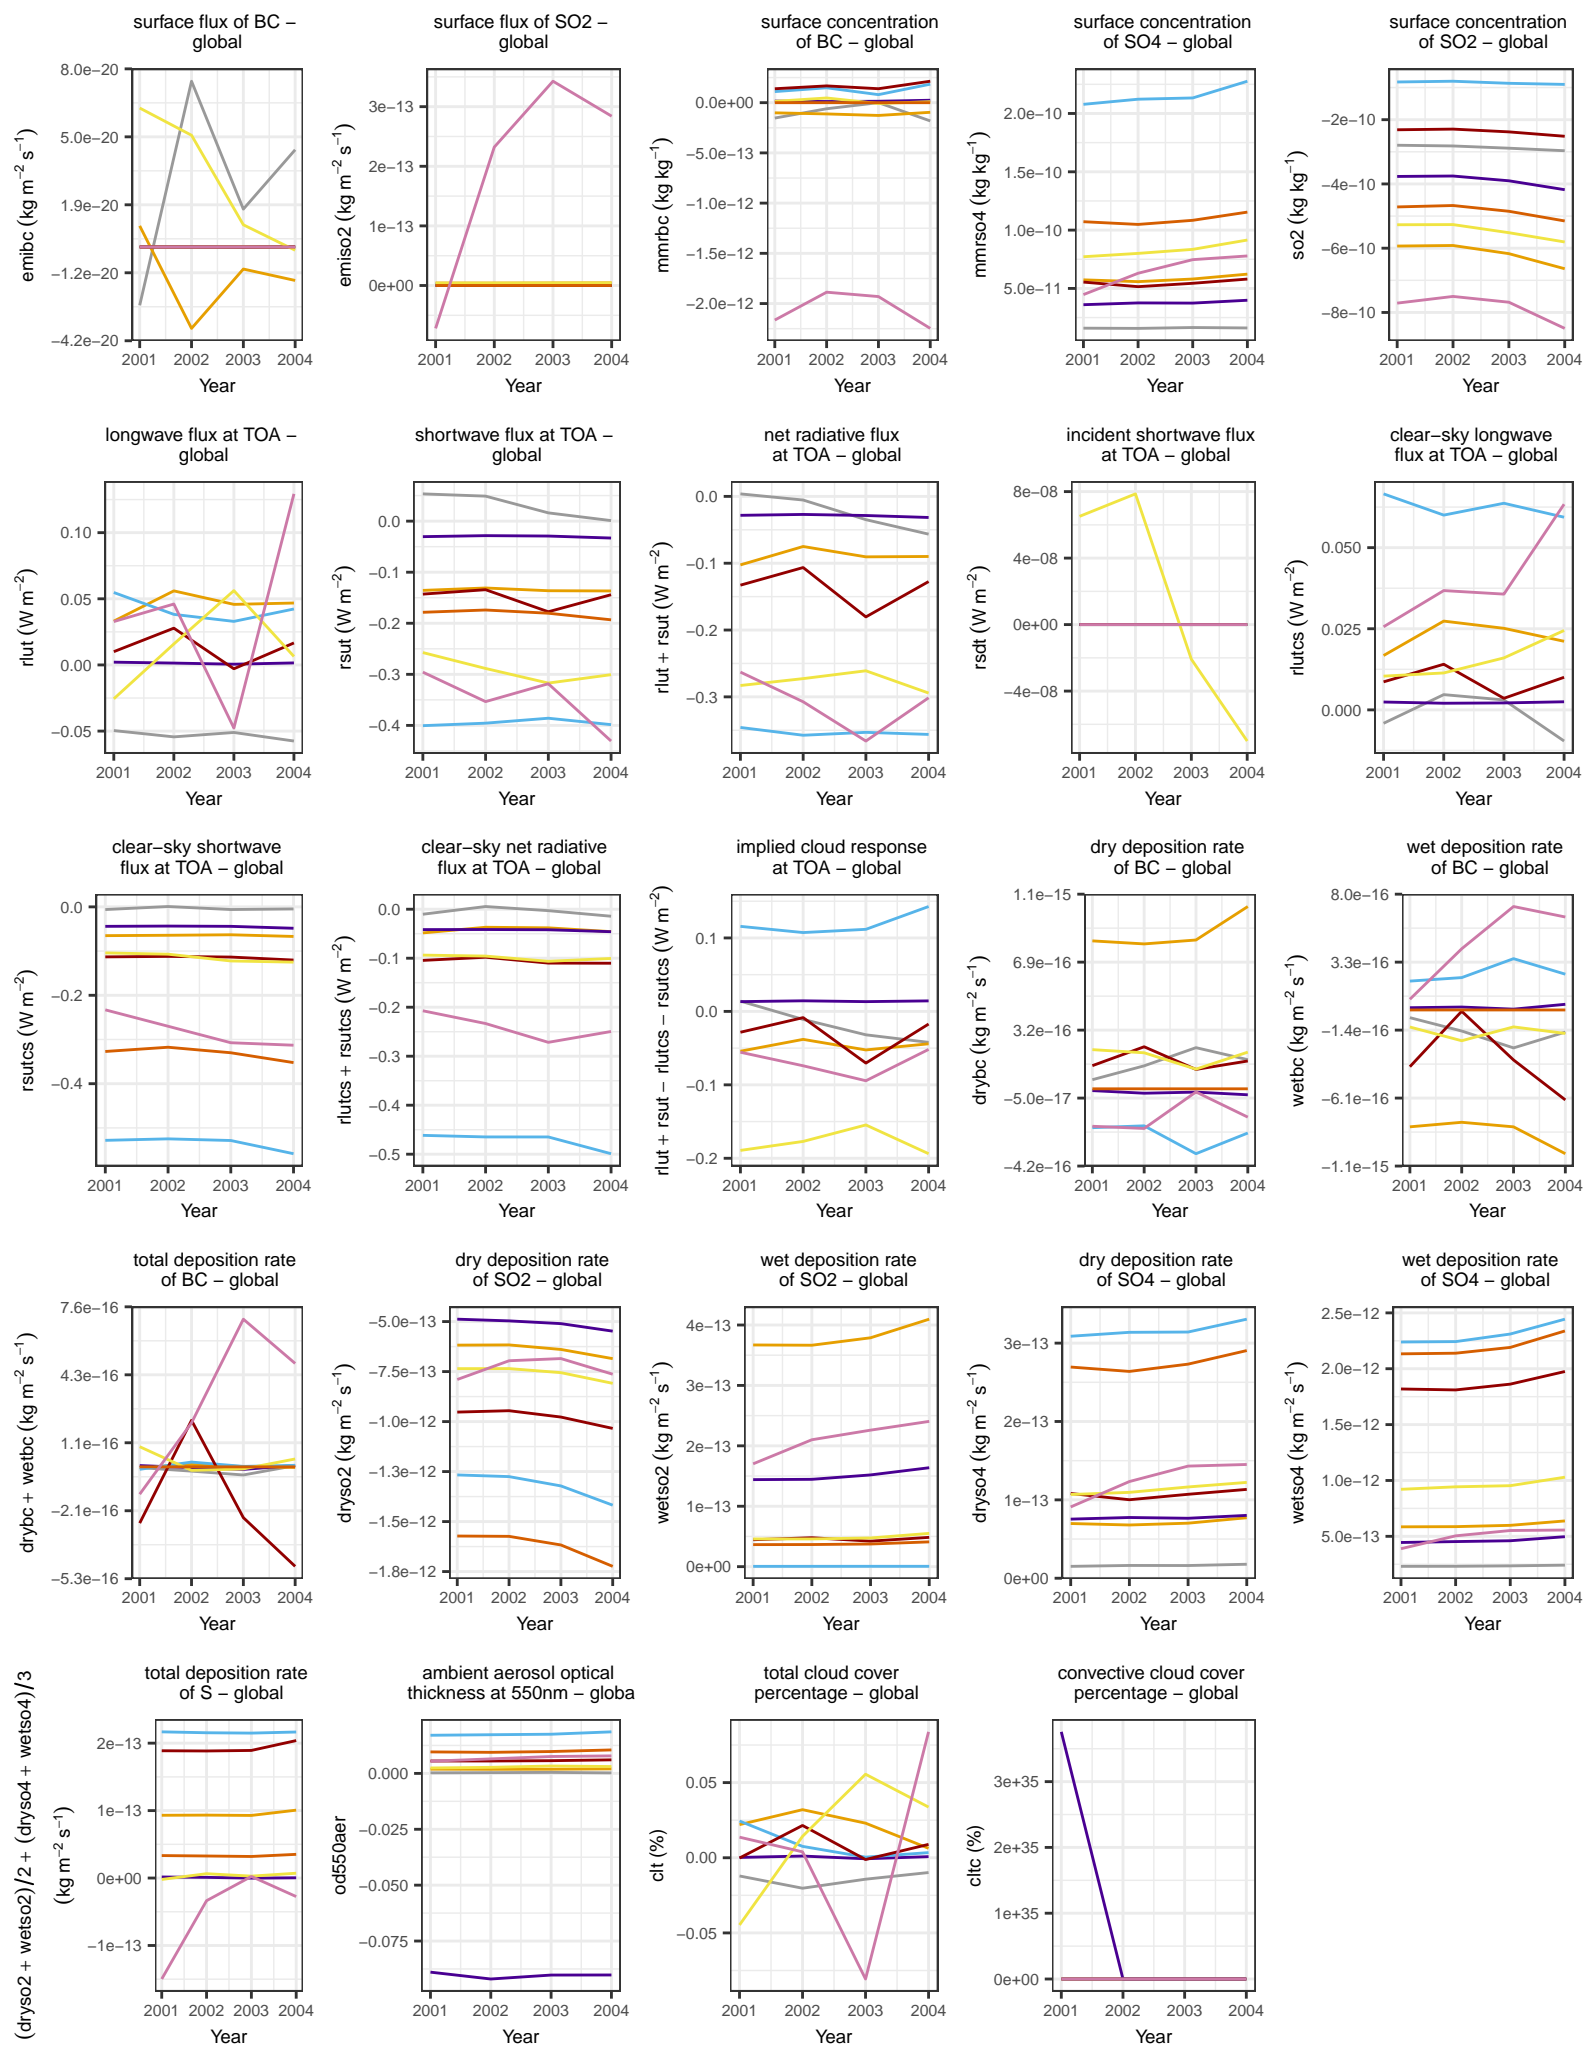 surface flux of BC –
global
8.0e−20
5.0e−20
1.9e−20
−1.2e−20
−4.2e−20
emibc (kg m−2 s−1)
2001 2002 2003 2004
Year
surface flux of SO2 –
global
3e−13
2e−13
1e−13
0e+00
emiso2 (kg m−2 s−1)
2001 2002 2003 2004
Year
surface concentration
of BC – global
0.0e+00
−5.0e−13
−1.0e−12
−1.5e−12
−2.0e−12
mmrbc (kg kg−1)
2001 2002 2003 2004
Year
surface concentration
of SO4 – global
2.0e−10
1.5e−10
1.0e−10
5.0e−11
mmrso4 (kg kg−1)
2001 2002 2003 2004
Year
surface concentration
of SO2 – global
−2e−10
−4e−10
−6e−10
−8e−10
so2 (kg kg−1)
2001 2002 2003 2004
Year
longwave flux at TOA –
global
0.10
0.05
0.00
−0.05
rlut (W m−2)
2001 2002 2003 2004
Year
shortwave flux at TOA –
global
0.0
−0.1
−0.2
−0.3
−0.4
rsut (W m−2)
2001 2002 2003 2004
Year
net radiative flux
at TOA – global
0.0
−0.1
−0.2
−0.3
rlut + rsut (W m−2)
2001 2002 2003 2004
Year
incident shortwave flux
at TOA – global
8e−08
4e−08
0e+00
−4e−08
rsdt (W m−2)
2001 2002 2003 2004
Year
clear−sky longwave
flux at TOA – global
0.050
0.025
0.000
rlutcs (W m−2)
2001 2002 2003 2004
Year
clear−sky shortwave
flux at TOA – global
0.0
−0.2
−0.4
rsutcs (W m−2)
2001 2002 2003 2004
Year
clear−sky net radiative
flux at TOA – global
0.0
−0.1
−0.2
−0.3
−0.4
−0.5
rlutcs + rsutcs (W m−2)
2001 2002 2003 2004
Year
implied cloud response
at TOA – global
0.1
0.0
−0.1
−0.2
rlut + rsut − rlutcs − rsutcs (W m−2)
2001 2002 2003 2004
Year
dry deposition rate
of BC – global
1.1e−15
6.9e−16
3.2e−16
−5.0e−17
−4.2e−16
drybc (kg m−2 s−1)
2001 2002 2003 2004
Year
wet deposition rate
of BC – global
8.0e−16
3.3e−16
−1.4e−16
−6.1e−16
−1.1e−15
wetbc (kg m−2 s−1)
2001 2002 2003 2004
Year
total deposition rate
of BC – global
7.6e−16
4.3e−16
1.1e−16
−2.1e−16
−5.3e−16
drybc + wetbc (kg m−2 s−1)
2001 2002 2003 2004
Year
dry deposition rate
of SO2 – global
−5.0e−13
−7.5e−13
−1.0e−12
−1.3e−12
−1.5e−12
−1.8e−12
dryso2 (kg m−2 s−1)
2001 2002 2003 2004
Year
wet deposition rate
of SO2 – global
4e−13
3e−13
2e−13
1e−13
0e+00
wetso2 (kg m−2 s−1)
2001 2002 2003 2004
Year
dry deposition rate
of SO4 – global
3e−13
2e−13
1e−13
0e+00
dryso4 (kg m−2 s−1)
2001 2002 2003 2004
Year
wet deposition rate
of SO4 – global
2.5e−12
2.0e−12
1.5e−12
1.0e−12
5.0e−13
wetso4 (kg m−2 s−1)
2001 2002 2003 2004
Year
total deposition rate
of S – global
2e−13
1e−13
0e+00
−1e−13
(dryso2 + wetso2)/2 + (dryso4 + wetso4)/3
(kg m−2 s−1)
2001 2002 2003 2004
Year
ambient aerosol optical
thickness at 550nm – globa
0.000
−0.025
−0.050
−0.075
od550aer
2001 2002 2003 2004
Year
total cloud cover
percentage – global
0.05
0.00
−0.05
clt (%)
2001 2002 2003 2004
Year
convective cloud cover
percentage – global
3e+35
2e+35
1e+35
0e+00
cltc (%)
2001 2002 2003 2004
Year